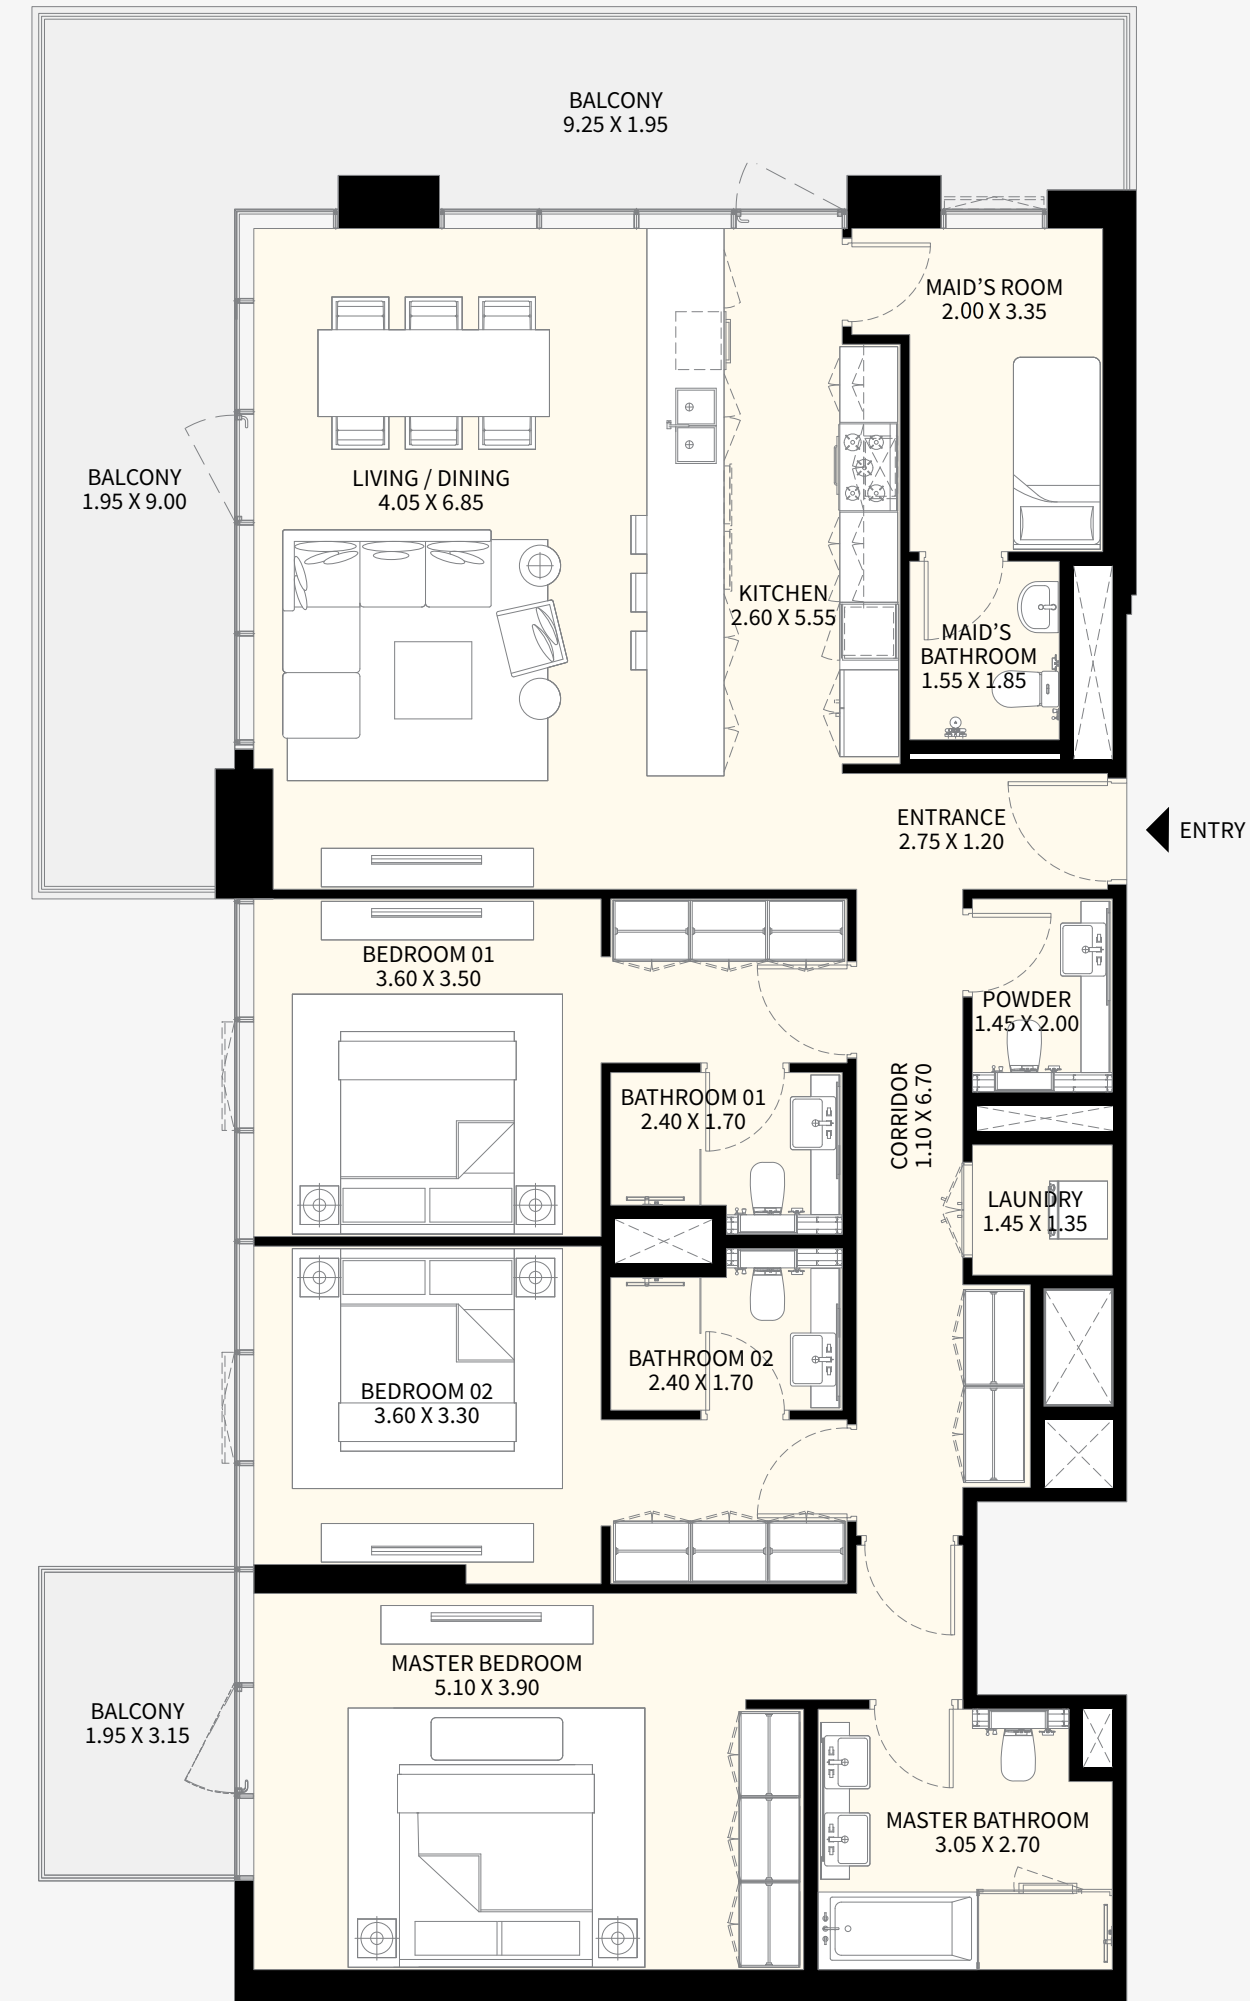 BALCONY
9.25 X 1.95
MAID’S ROOM
2.00 X 3.35
BALCONY
1.95 X 9.00
LIVING / DINING
4.05 X 6.85
KITCHEN
2.60 X 5.55
MAID’S
BATHROOM
1.55 X 1.85
ENTRANCE
2.75 X 1.20
ENTRY
BEDROOM 01
3.60 X 3.50
POWDER
1.45 X 2.00
BATHROOM 01
2.40 X 1.70
CORRIDOR
1.10 X 6.70
LAUNDRY
1.45 X 1.35
BATHROOM 02
2.40 X 1.70
BEDROOM 02
3.60 X 3.30
MASTER BEDROOM
5.10 X 3.90
BALCONY
1.95 X 3.15
MASTER BATHROOM
3.05 X 2.70